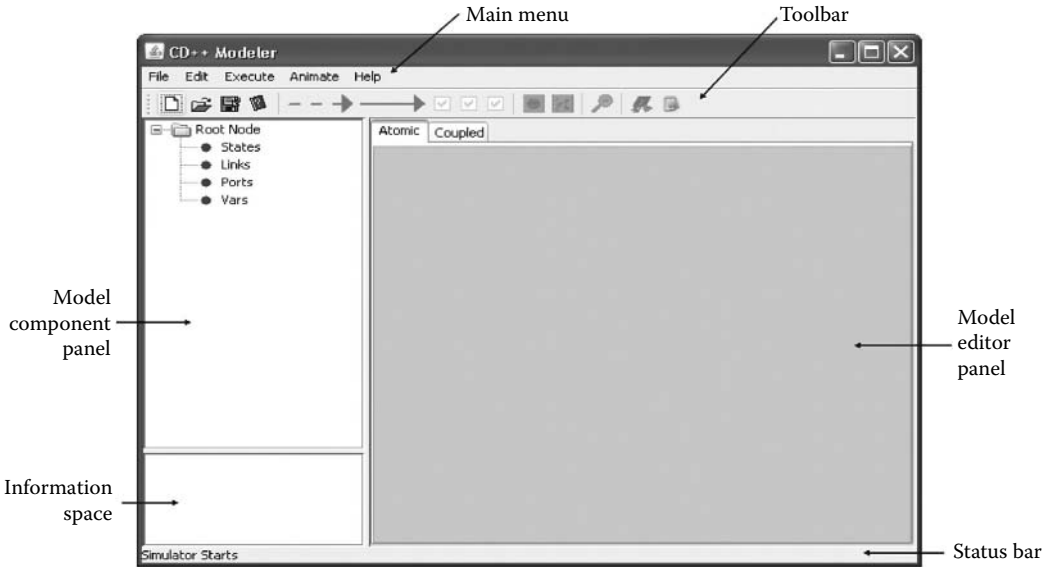 Main menu
Toolbar
CD++ Modeler
File Edit Execute Animate Help
Root Node
States
Links
Ports
Vars
Atomic Coupled
Model
component
panel
Model
editor
panel
Information
space
Simulator Starts
Status bar